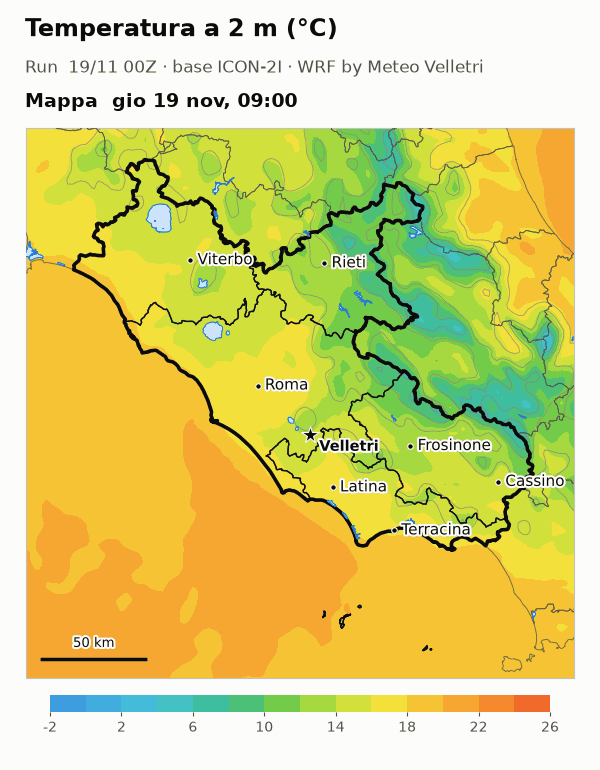 Temperatura a 2 m (°C)
Run  19/11 00Z · base ICON-2I · WRF by Meteo Velletri
Mappa  gio 19 nov, 09:00
Viterbo
Rieti
Roma
Velletri
Frosinone
Cassino
Latina
Terracina
50 km
-2 2 6 10 14 18 22 26